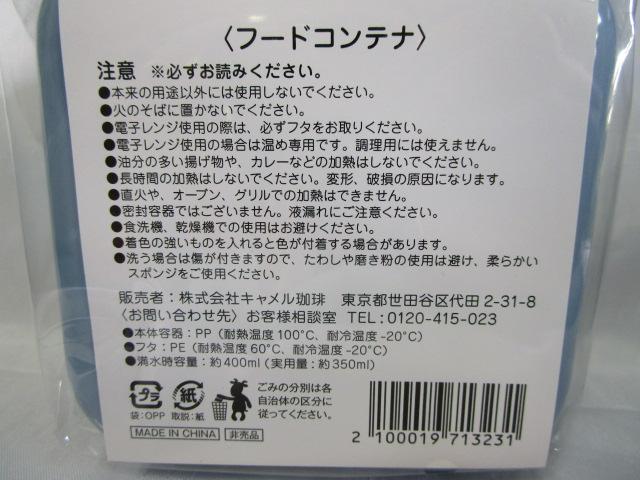 〈フードコンテナ〉
注意 ※必ずお読みください。
●本来の用途以外には使用しないでください。
●火のそばに置かないでください。
●電子レンジ使用の際は、必ずフタをお取りください。
●電子レンジ使用の場合は温め専用です。調理用には使えません。
●油分の多い揚げ物や、カレーなどの加熱はしないでください。
●長時間の加熱はしないでください。変形、破損の原因になります。
●直火や、オーブン、グリルでの加熱はできません。
●密封容器ではございません。液漏れにご注意ください。
●食洗機、乾燥機での使用はお避けください。
●着色の強いものを入れると色が付着する場合があります。
●洗う場合は傷が付きますので、たわしや磨き粉の使用は避け、柔らかい
スポンジをご使用ください。
販売者：株式会社キャメル珈琲 東京都世田谷区代田 2-31-8
〈お問い合わせ先〉お客様相談室 TEL：0120-415-023
●本体容器：PP（耐熱温度100℃、耐冷温度-20℃）
●フタ：PE（耐熱温度60℃、耐冷温度-20℃）
●満水時容量：約400ml（実用量：約350ml）
プラ
袋：OPP
紙
取説：紙
ごみの分別は各
自治体の区分に
従ってください。
MADE IN CHINA
非売品
2 100019 713231